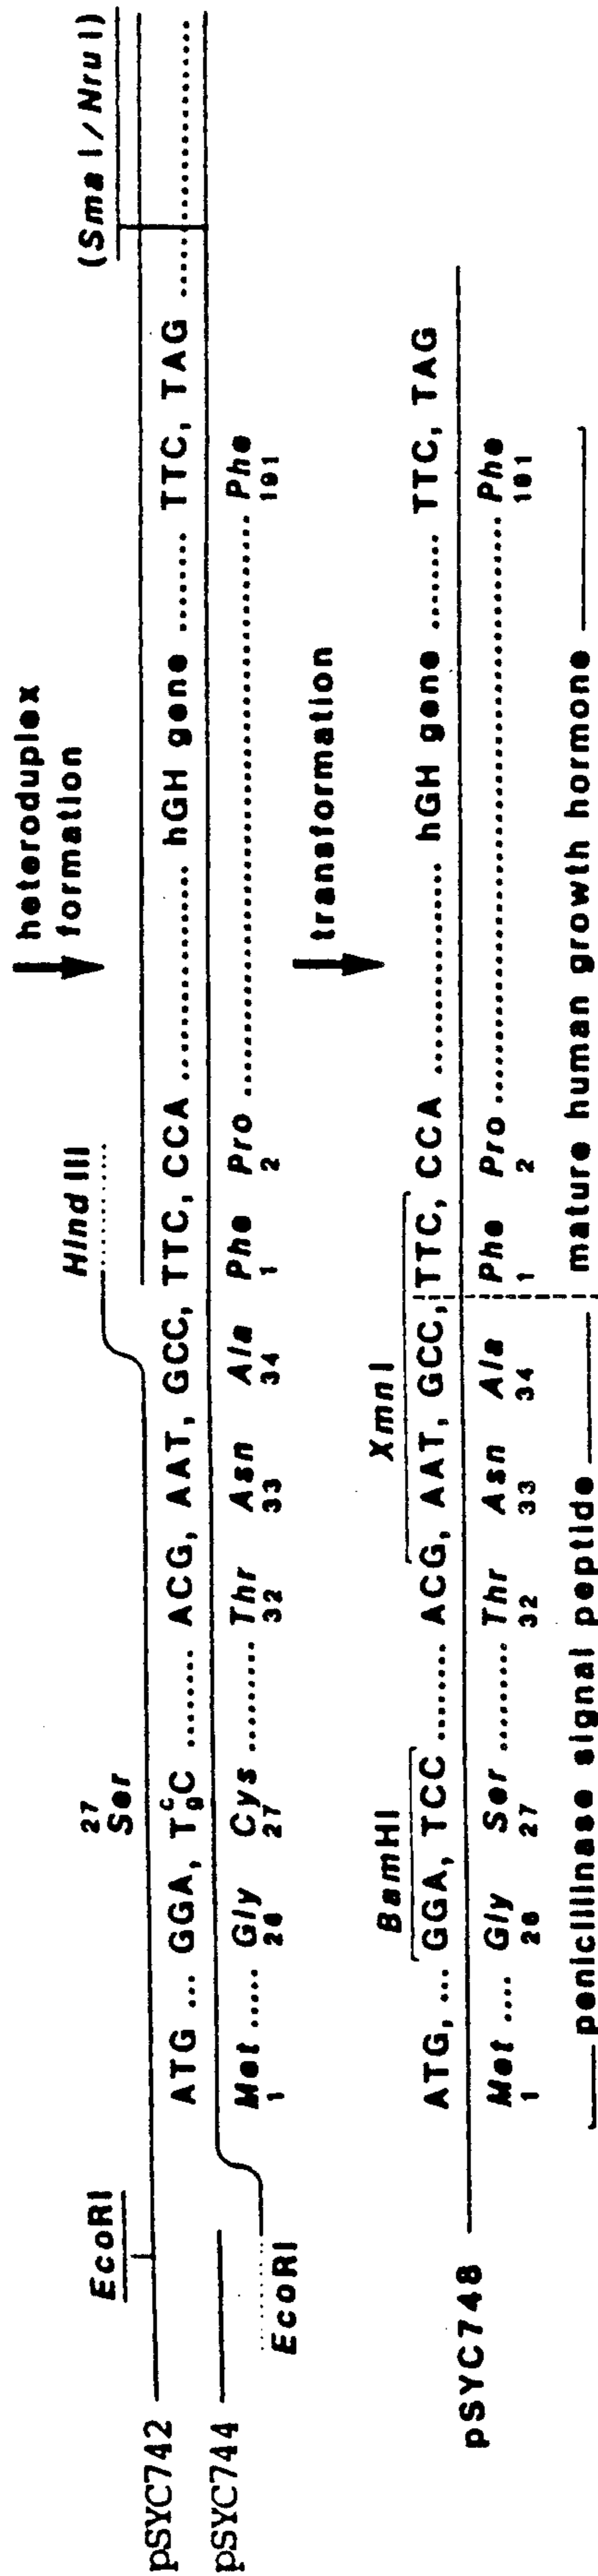 heteroduplex
formation
EcoRI
27
Ser
HindIII
(SmaI/NruI)
pSYC742
ATG ... GGA, TcgC ........ ACG, AAT, GCC, TTC, CCA .................. hGH gene ........ TTC, TAG ........................
pSYC744
Met ..... Gly Cys .......... Thr Asn Ala Phe Pro ............................................................ Phe
1 26 27 32 33 34 1 2 191
EcoRI
transformation
BamHI
XmnI
ATG, ... GGA, TCC ........ ACG, AAT, GCC, TTC, CCA .................. hGH gene ........ TTC, TAG
pSYC748
Met .... Gly Ser ......... Thr Asn Ala Phe Pro ............................................................ Phe
1 26 27 32 33 34 1 2 191
penicillinase signal peptide
mature human growth hormone